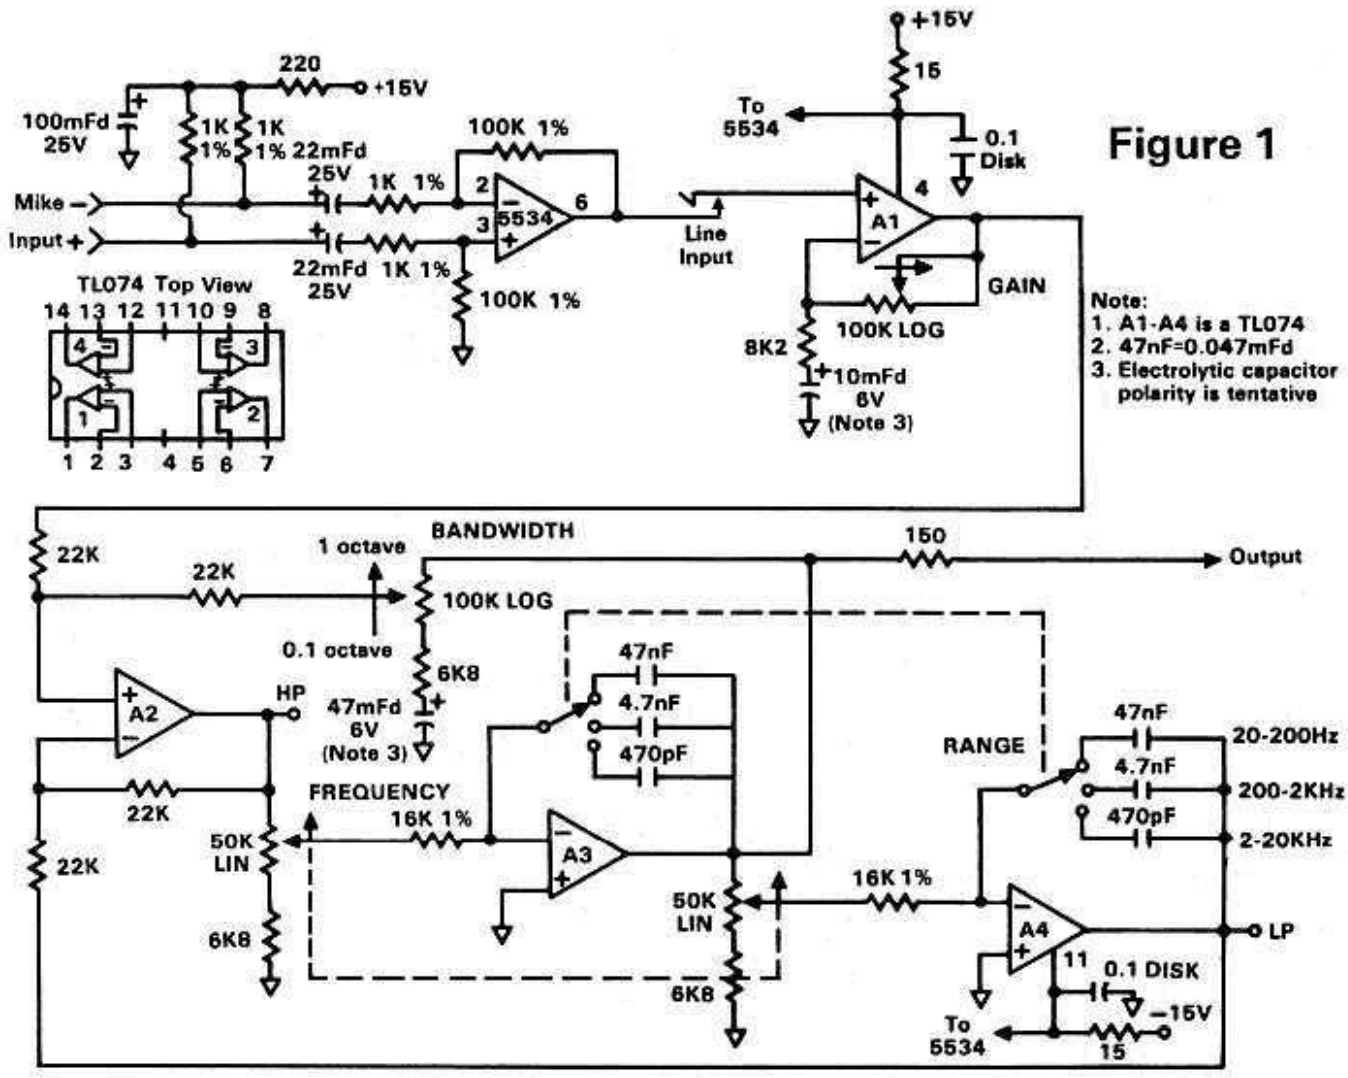 +15V
Figure 1
15
To
5534
0.1
Disk
220
+15V
100mFd
25V
+
1K
1%
1K
1%
22mFd
25V
+
1K 1%
100K 1%
Mike −
Input +
+
22mFd
25V
1K 1%
2
−
5534
3
+
6
100K 1%
Line
Input
+
A1
−
4
GAIN
100K LOG
8K2
+
10mFd
6V
(Note 3)
Note:
1. A1-A4 is a TL074
2. 47nF=0.047mFd
3. Electrolytic capacitor
polarity is tentative
TL074 Top View
14 13 12 11 10 9 8
4
3
1
2
1 2 3 4 5 6 7
22K
22K
BANDWIDTH
1 octave
0.1 octave
100K LOG
6K8
+
47mFd
6V
(Note 3)
150
Output
+
A2
−
HP
22K
22K
50K
LIN
6K8
FREQUENCY
16K 1%
47nF
4.7nF
470pF
−
A3
+
50K
LIN
6K8
RANGE
47nF
4.7nF
470pF
20-200Hz
200-2KHz
2-20KHz
16K 1%
−
A4
+
11
LP
0.1 DISK
−15V
To
5534
15